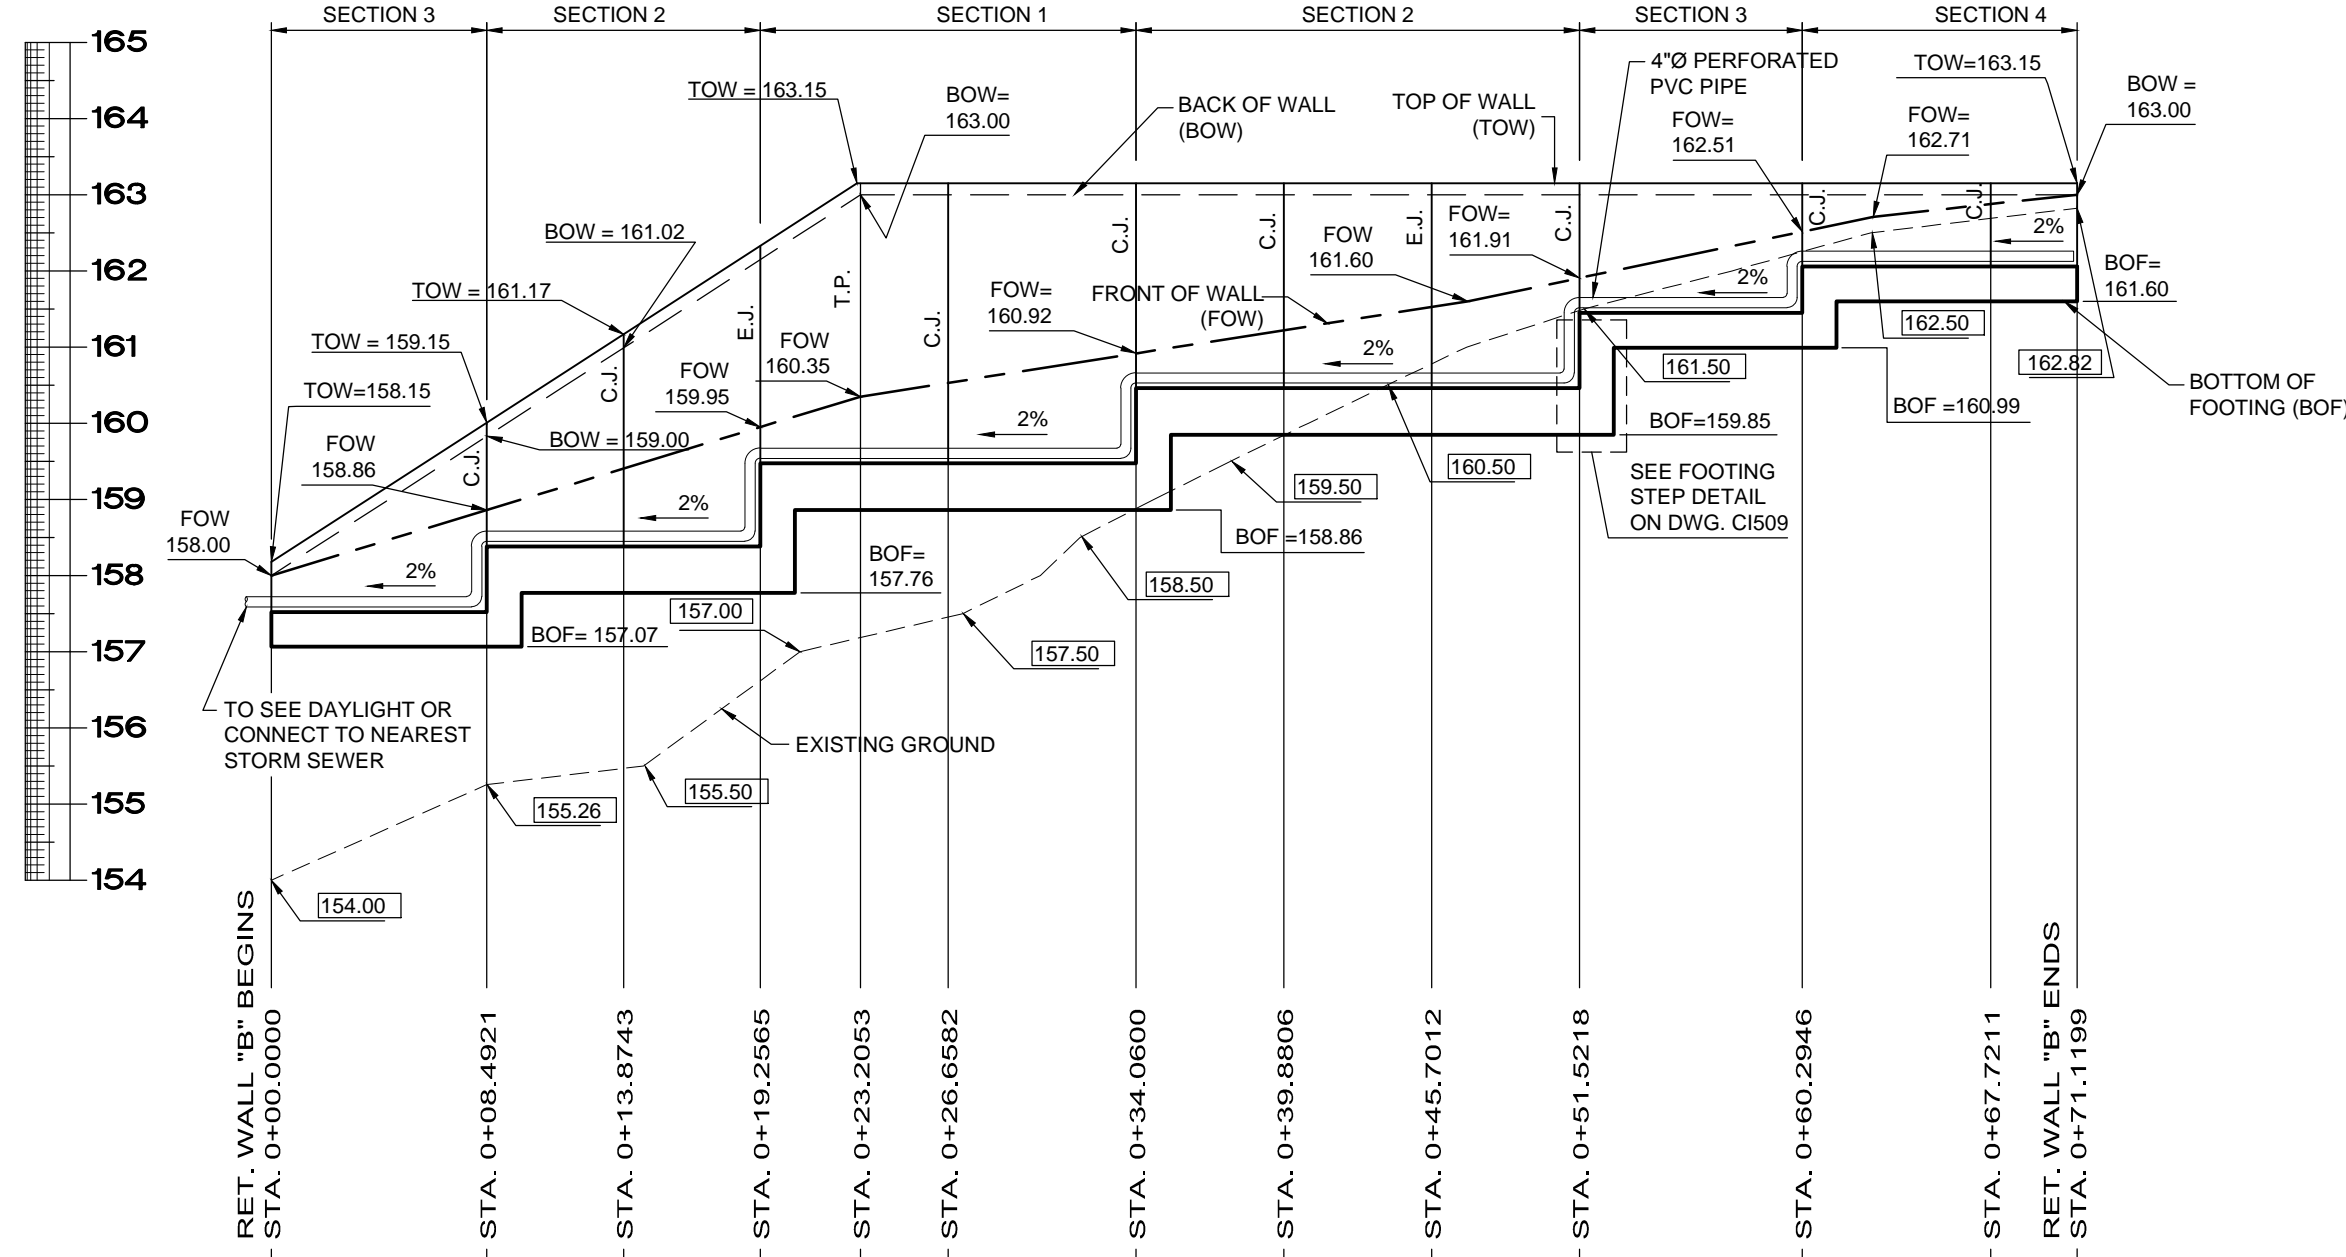 SECTION 3
SECTION 2
SECTION 1
SECTION 2
SECTION 3
SECTION 4
165
164
163
162
161
160
159
158
157
156
155
154
TOW = 163.15
BOW=
163.00
BACK OF WALL
(BOW)
TOP OF WALL
(TOW)
4"Ø PERFORATED
PVC PIPE
TOW=163.15
BOW =
163.00
FOW=
162.51
FOW=
162.71
BOW = 161.02
TOW = 161.17
TOW = 159.15
TOW=158.15
FOW
158.86
FOW
158.00
BOW = 159.00
FOW
159.95
FOW
160.35
FOW=
160.92
FRONT OF WALL
(FOW)
FOW
161.60
FOW=
161.91
C.J.
C.J.
E.J.
T.P.
C.J.
C.J.
C.J.
E.J.
C.J.
C.J.
C.J.
2%
2%
2%
2%
2%
2%
BOF=
161.60
162.50
162.82
161.50
BOF =160.99
BOTTOM OF
FOOTING (BOF)
BOF=159.85
SEE FOOTING
STEP DETAIL
ON DWG. CI509
160.50
159.50
BOF =158.86
158.50
BOF=
157.76
157.00
BOF= 157.07
157.50
TO SEE DAYLIGHT OR
CONNECT TO NEAREST
STORM SEWER
EXISTING GROUND
155.50
155.26
154.00
RET. WALL "B" BEGINS
STA. 0+00.0000
STA. 0+08.4921
STA. 0+13.8743
STA. 0+19.2565
STA. 0+23.2053
STA. 0+26.6582
STA. 0+34.0600
STA. 0+39.8806
STA. 0+45.7012
STA. 0+51.5218
STA. 0+60.2946
STA. 0+67.7211
RET. WALL "B" ENDS
STA. 0+71.1199